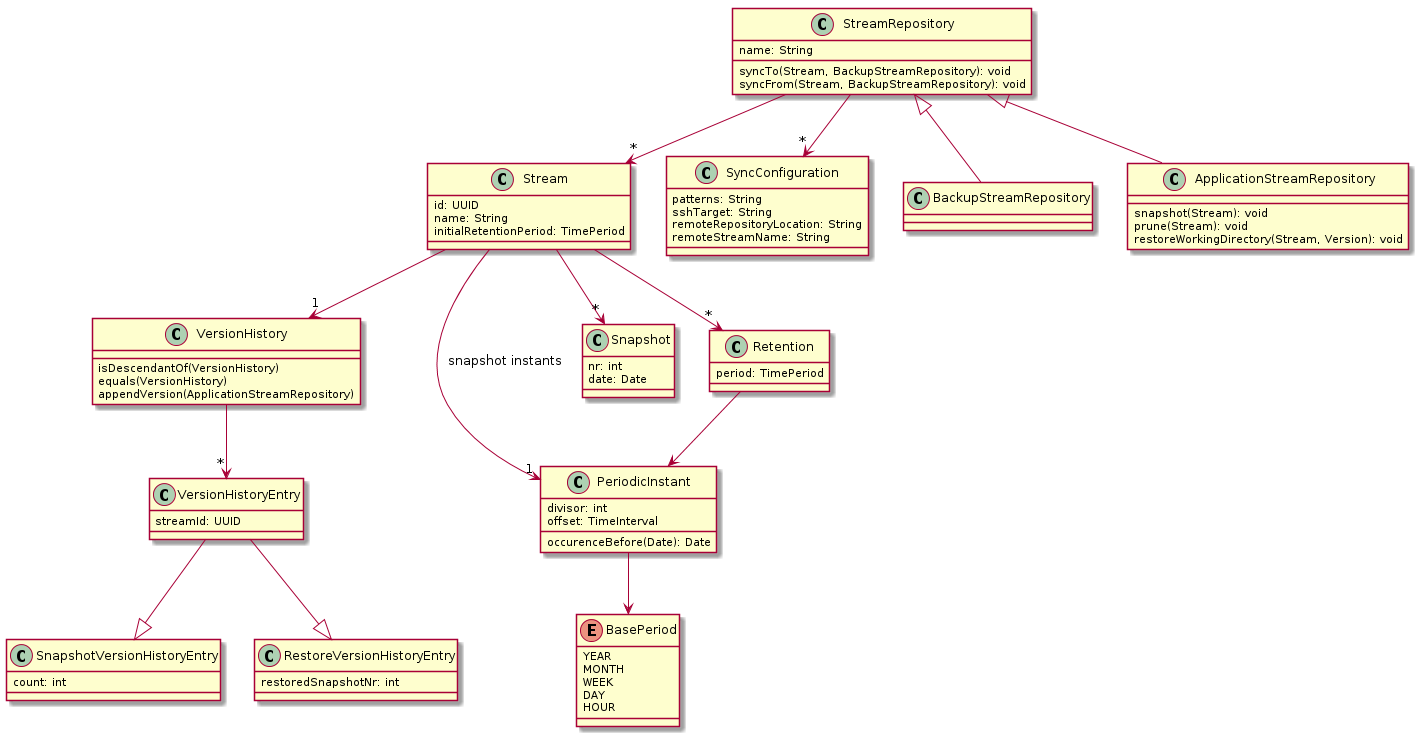 C StreamRepository
name: String
syncTo(Stream, BackupStreamRepository): void
syncFrom(Stream, BackupStreamRepository): void
*
*
C Stream
id: UUID
name: String
initialRetentionPeriod: TimePeriod
C SyncConfiguration
patterns: String
sshTarget: String
remoteRepositoryLocation: String
remoteStreamName: String
C BackupStreamRepository
C ApplicationStreamRepository
snapshot(Stream): void
prune(Stream): void
restoreWorkingDirectory(Stream, Version): void
1
*
*
C VersionHistory
isDescendantOf(VersionHistory)
equals(VersionHistory)
appendVersion(ApplicationStreamRepository)
snapshot instants
C Snapshot
nr: int
date: Date
C Retention
period: TimePeriod
*
1
C VersionHistoryEntry
streamId: UUID
C PeriodicInstant
divisor: int
offset: TimeInterval
occurenceBefore(Date): Date
C SnapshotVersionHistoryEntry
count: int
C RestoreVersionHistoryEntry
restoredSnapshotNr: int
E BasePeriod
YEAR
MONTH
WEEK
DAY
HOUR